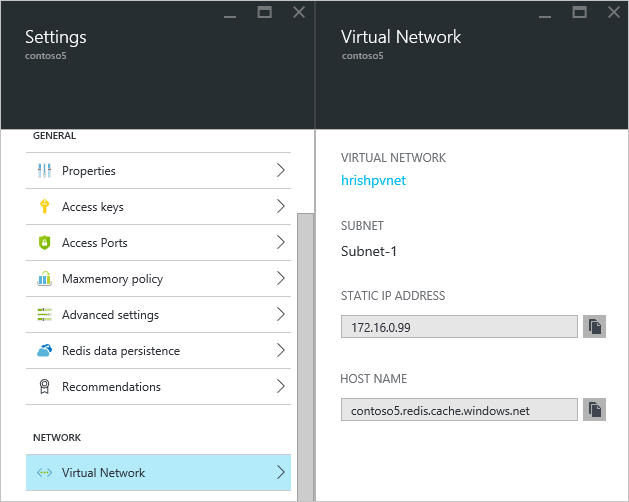 Settings
contoso5
GENERAL
Properties
Access keys
Access Ports
Maxmemory policy
Advanced settings
Redis data persistence
Recommendations
NETWORK
Virtual Network
Virtual Network
contoso5
VIRTUAL NETWORK
hrishpvnet
SUBNET
Subnet-1
STATIC IP ADDRESS
172.16.0.99
HOST NAME
contoso5.redis.cache.windows.net